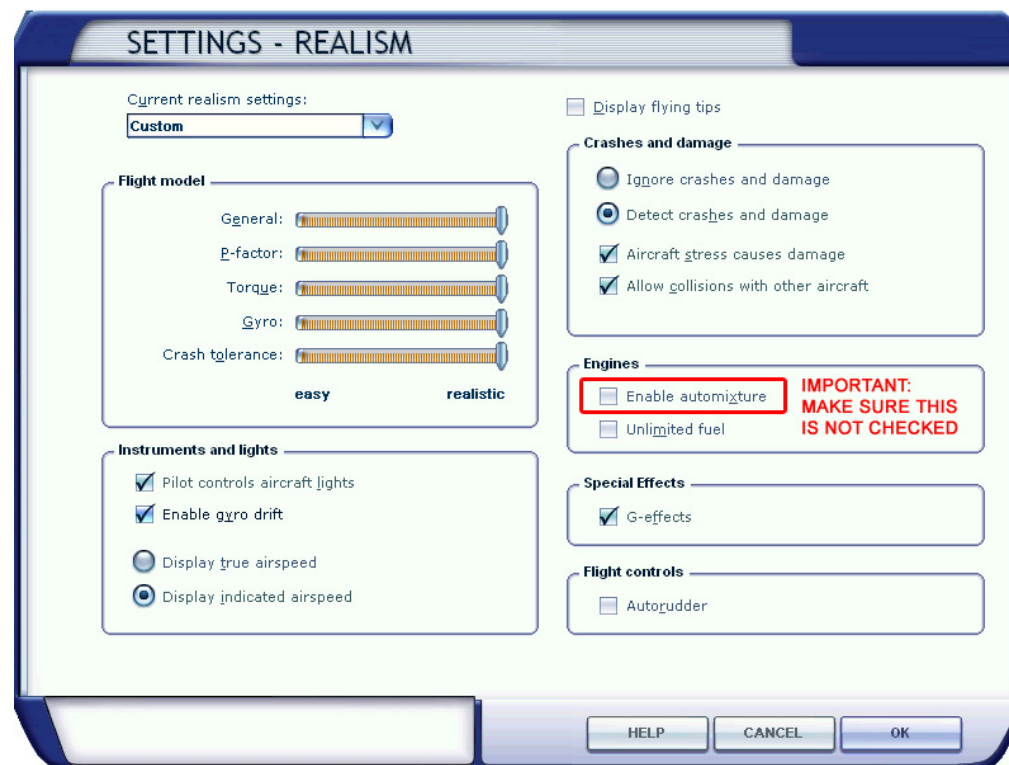 SETTINGS - REALISM
Current realism settings:
Custom
Flight model
General:
P-factor:
Torque:
Gyro:
Crash tolerance:
easy realistic
Instruments and lights
Pilot controls aircraft lights
Enable gyro drift
Display true airspeed
Display indicated airspeed
Display flying tips
Crashes and damage
Ignore crashes and damage
Detect crashes and damage
Aircraft stress causes damage
Allow collisions with other aircraft
Engines
Enable automixture
Unlimited fuel
IMPORTANT:
MAKE SURE THIS
IS NOT CHECKED
Special Effects
G-effects
Flight controls
Autorudder
HELP CANCEL OK